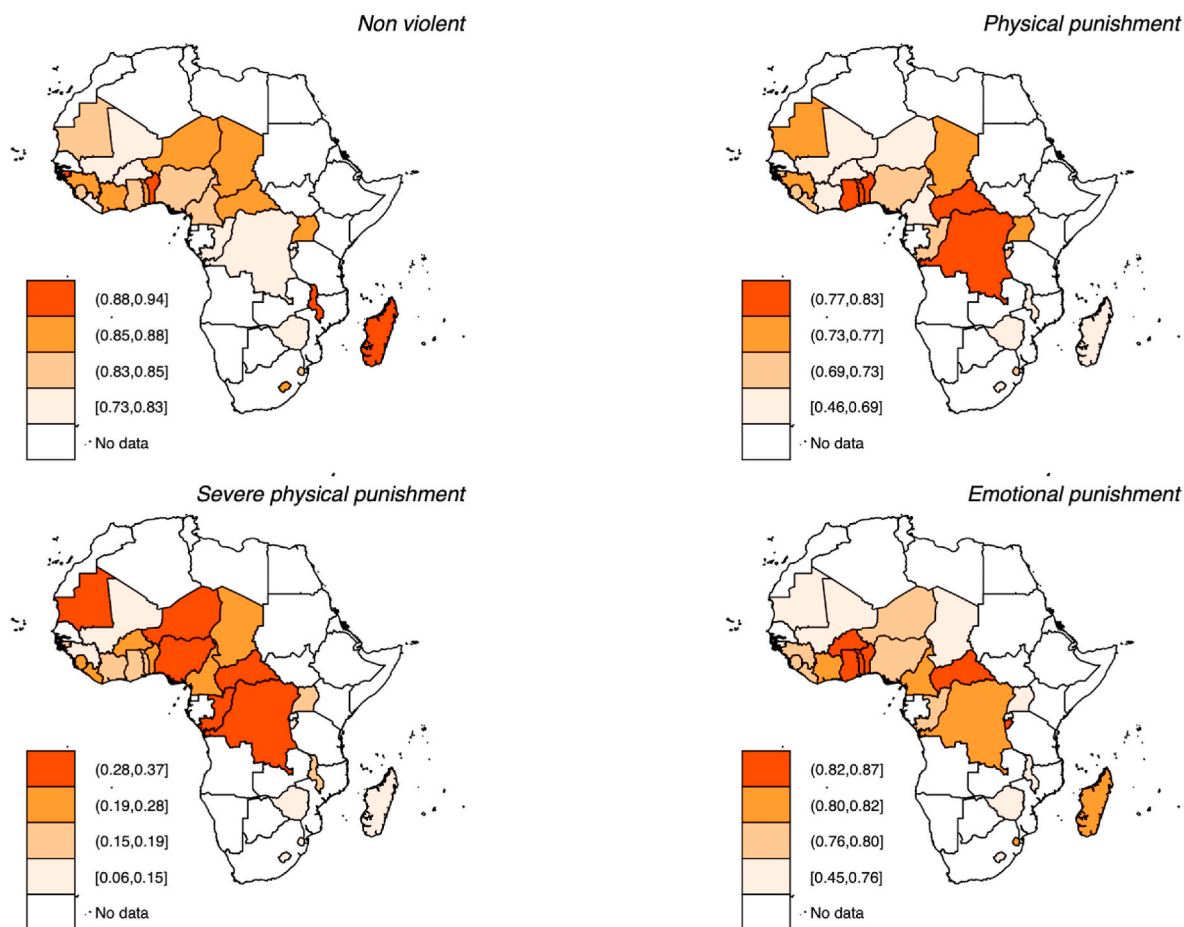 Non violent
(0.88,0.94]
(0.85,0.88]
(0.83,0.85]
[0.73,0.83]
No data
Physical punishment
(0.77,0.83]
(0.73,0.77]
(0.69,0.73]
[0.46,0.69]
No data
Severe physical punishment
(0.28,0.37]
(0.19,0.28]
(0.15,0.19]
[0.06,0.15]
No data
Emotional punishment
(0.82,0.87]
(0.80,0.82]
(0.76,0.80]
[0.45,0.76]
No data